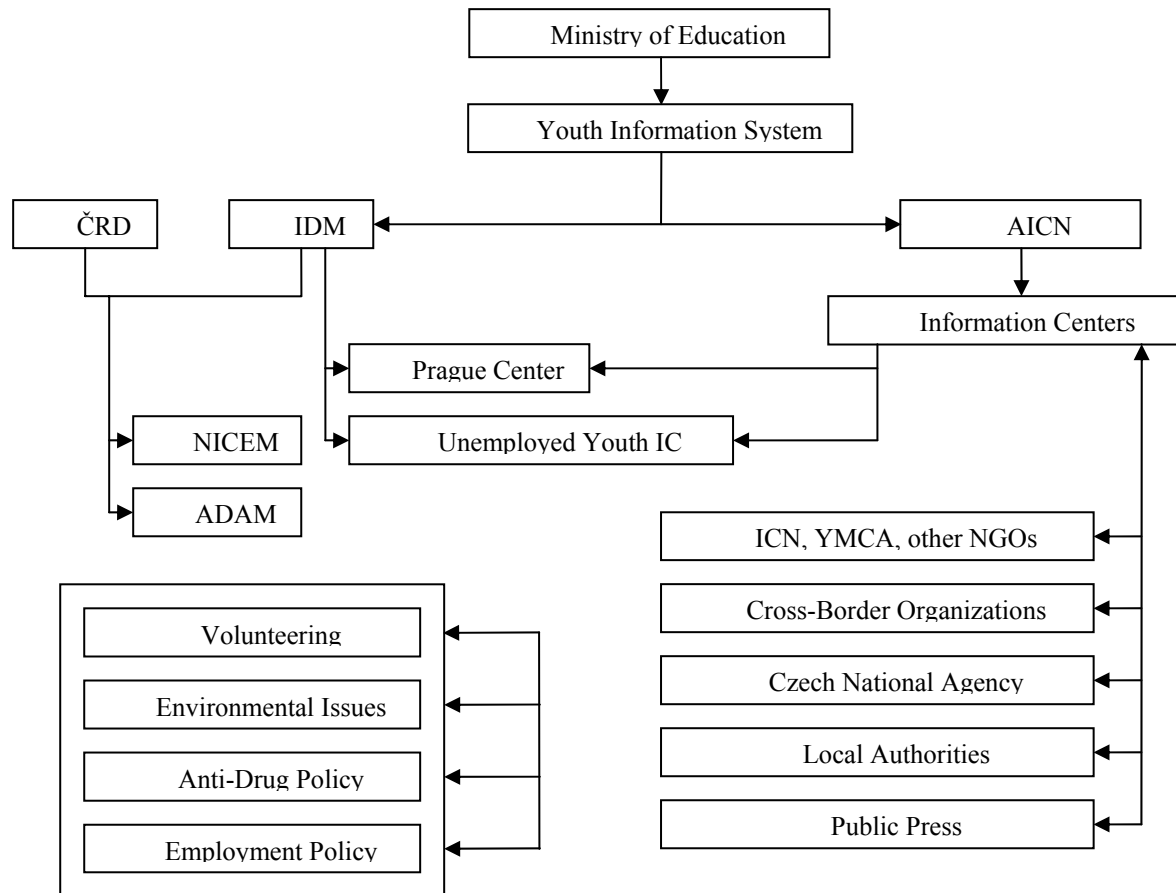 Ministry of Education
Youth Information System
ČRD
IDM
AICN
Information Centers
Prague Center
Unemployed Youth IC
NICEM
ADAM
ICN, YMCA, other NGOs
Cross-Border Organizations
Czech National Agency
Local Authorities
Public Press
Volunteering
Environmental Issues
Anti-Drug Policy
Employment Policy